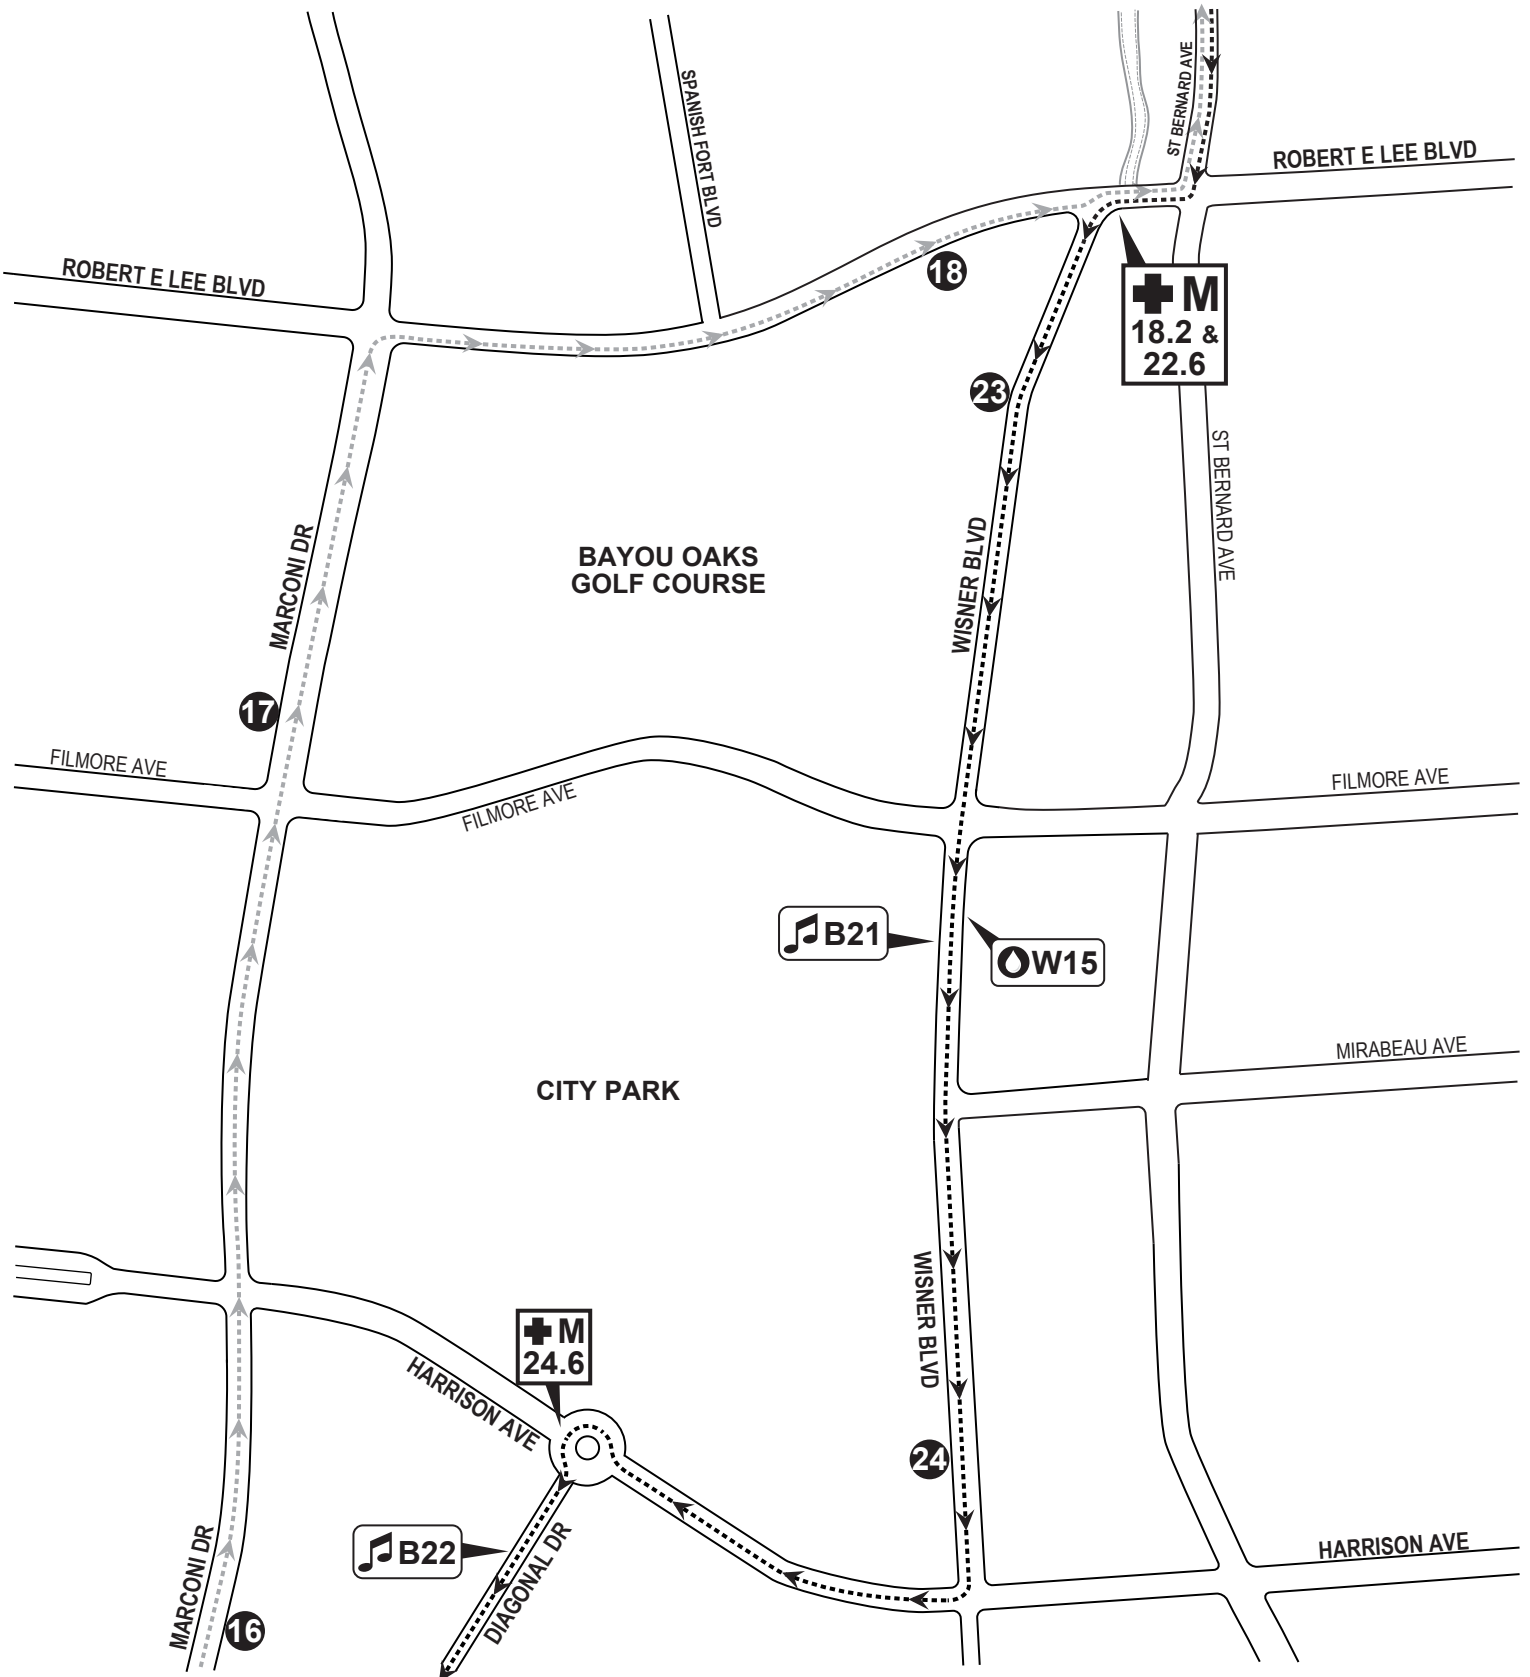 ST BERNARD AVE
SPANISH FORT BLVD
ROBERT E LEE BLVD
ROBERT E LEE BLVD
18
M
18.2 &
22.6
23
ST BERNARD AVE
MARCONI DR
BAYOU OAKS
GOLF COURSE
WISNER BLVD
17
FILMORE AVE
FILMORE AVE
FILMORE AVE
B21
W15
MIRABEAU AVE
CITY PARK
WISNER BLVD
M
24.6
HARRISON AVE
24
B22
DIAGONAL DR
HARRISON AVE
MARCONI DR
16